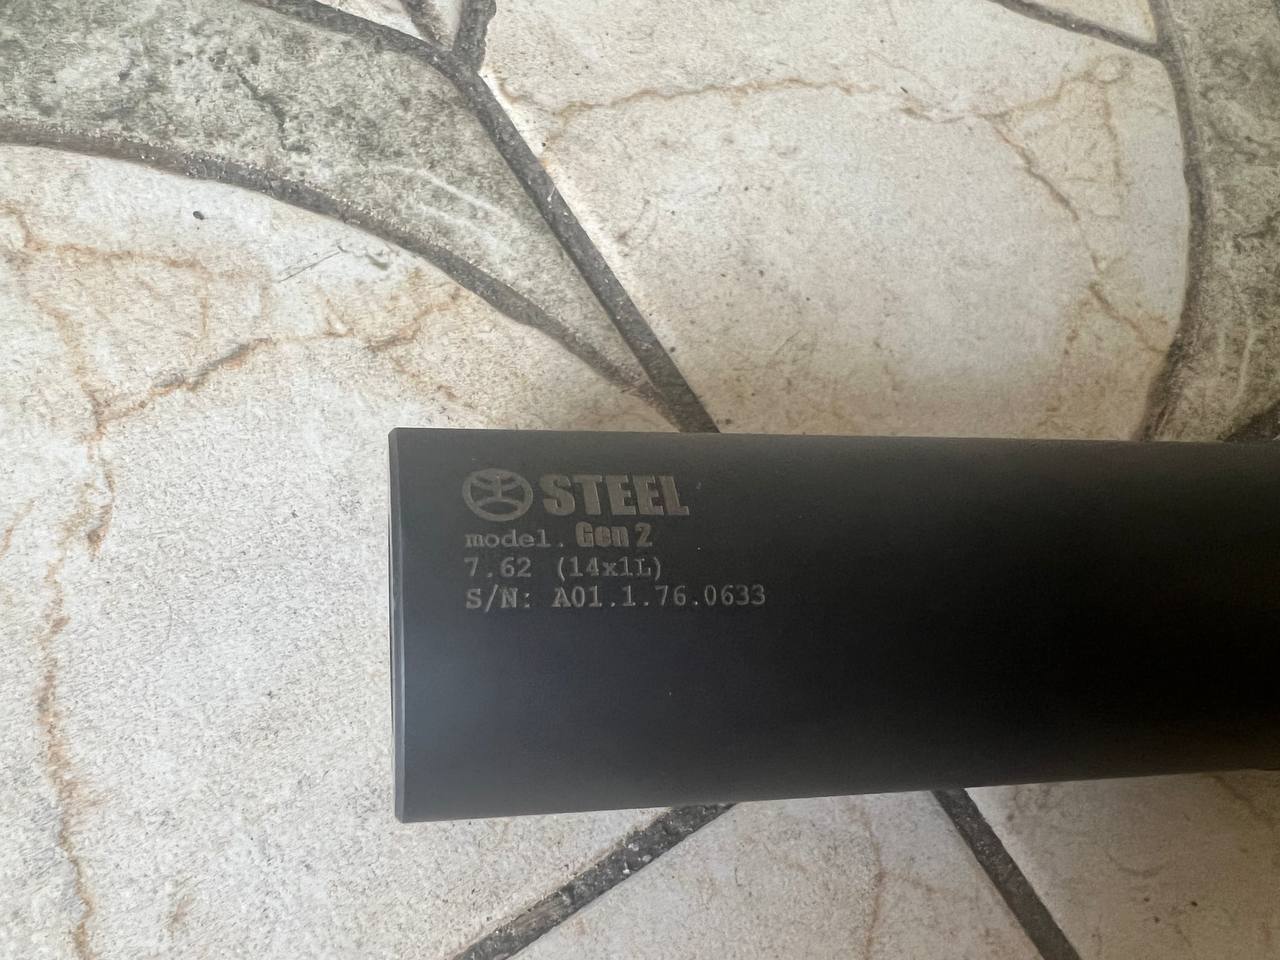 STEEL
model. Gen 2
7.62 (14x1L)
S/N: A01.1.76.0633